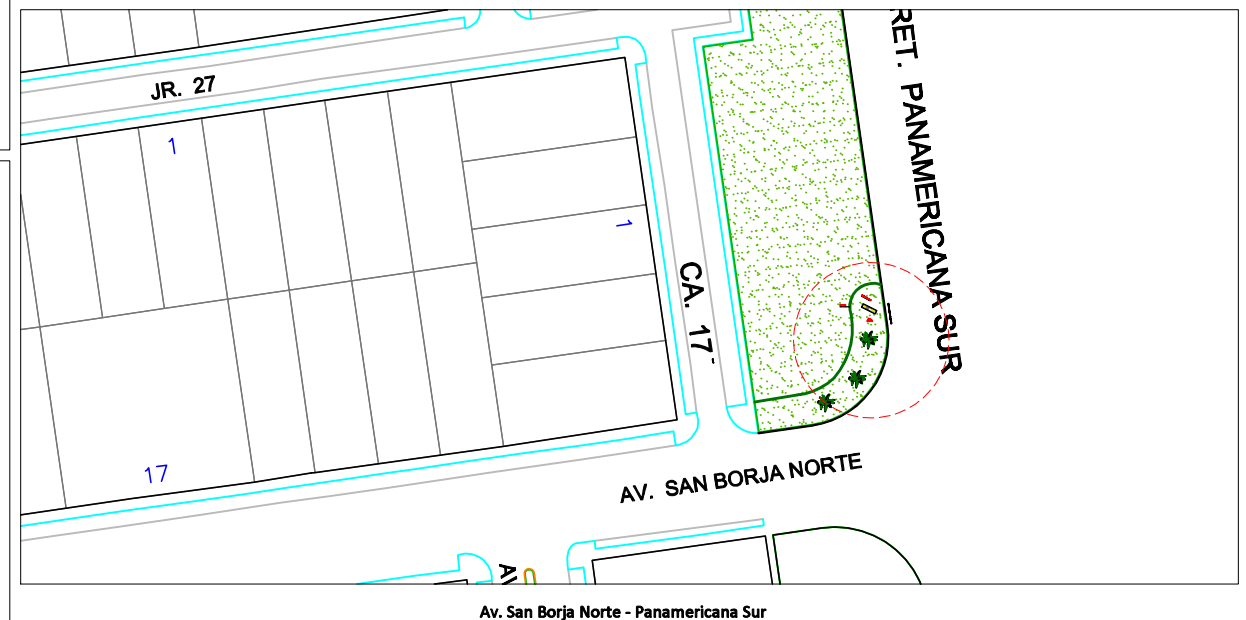 RET. PANAMERICANA SUR
JR. 27
1
1
CA. 17
17
AV. SAN BORJA NORTE
AV
Av. San Borja Norte - Panamericana Sur